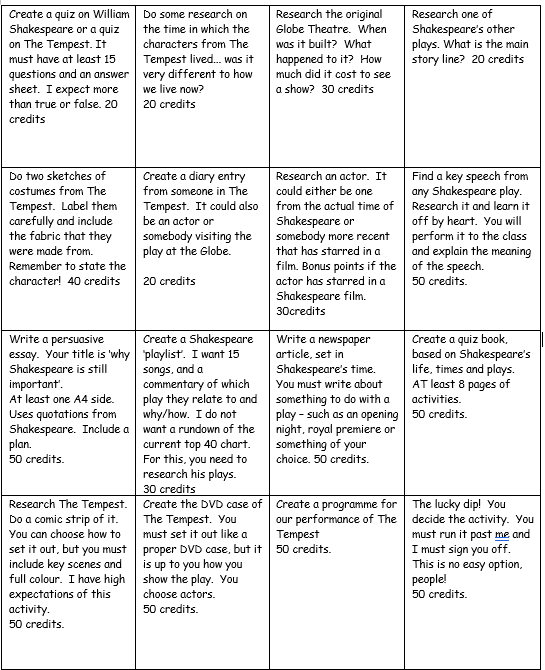 Create a quiz on William
Shakespeare or a quiz
on The Tempest. It
must have at least 15
questions and an answer
sheet.  I expect more
than true or false. 20
credits
Do some research on
the time in which the
characters from The
Tempest lived... was it
very different to how
we live now?
20 credits
Research the original
Globe Theatre.  When
was it built?  What
happened to it?  How
much did it cost to see
a show?  30 credits
Research one of
Shakespeare's other
plays. What is the main
story line?  20 credits
Do two sketches of
costumes from The
Tempest.  Label them
carefully and include
the fabric that they
were made from.
Remember to state the
character!  40 credits
Create a diary entry
from someone in The
Tempest.  It could also
be an actor or
somebody visiting the
play at the Globe.
20 credits
Research an actor.  It
could either be one
from the actual time of
Shakespeare or
somebody more recent
that has starred in a
film. Bonus points if the
actor has starred in a
Shakespeare film.
30credits
Find a key speech from
any Shakespeare play.
Research it and learn it
off by heart.  You will
perform it to the class
and explain the meaning
of the speech.
50 credits.
Write a persuasive
essay.  Your title is 'why
Shakespeare is still
important'.
At least one A4 side.
Uses quotations from
Shakespeare.  Include a
plan.
50 credits.
Create a Shakespeare
'playlist'.  I want 15
songs, and a
commentary of which
play they relate to and
why/how.  I do not
want a rundown of the
current top 40 chart.
For this, you need to
research his plays.
30 credits
Write a newspaper
article, set in
Shakespeare's time.
You must write about
something to do with a
play – such as an opening
night, royal premiere or
something of your
choice. 50 credits.
Create a quiz book,
based on Shakespeare's
life, times and plays.
AT least 8 pages of
activities.
50 credits.
Research The Tempest.
Do a comic strip of it.
You can choose how to
set it out, but you must
include key scenes and
full colour.  I have high
expectations of this
activity.
50 credits.
Create the DVD case of
The Tempest.  You
must set it out like a
proper DVD case, but it
is up to you how you
show the play.  You
choose actors.
50 credits.
Create a programme for
our performance of The
Tempest
50 credits.
The lucky dip!  You
decide the activity.  You
must run it past me and
I must sign you off.
This is no easy option,
people!
50 credits.